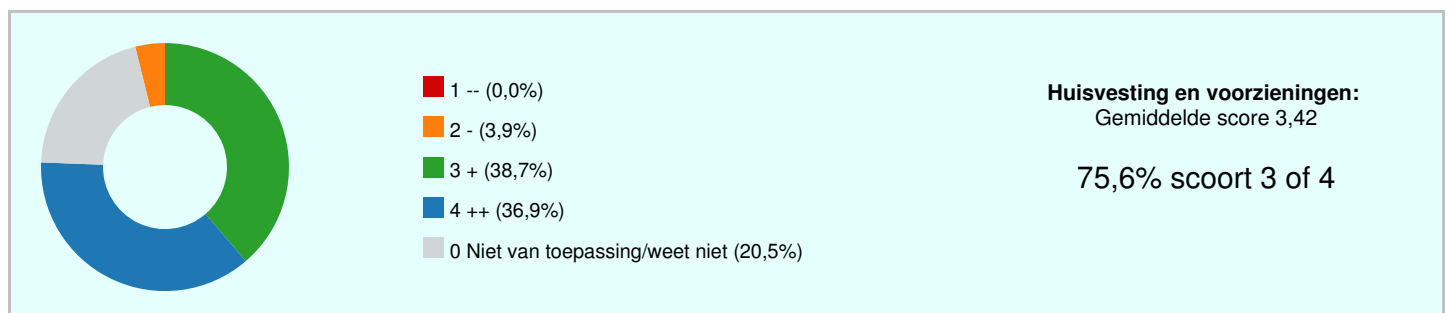 1 -- (0,0%)
2 - (3,9%)
3 + (38,7%)
4 ++ (36,9%)
0 Niet van toepassing/weet niet (20,5%)
Huisvesting en voorzieningen:
Gemiddelde score 3,42
75,6% scoort 3 of 4